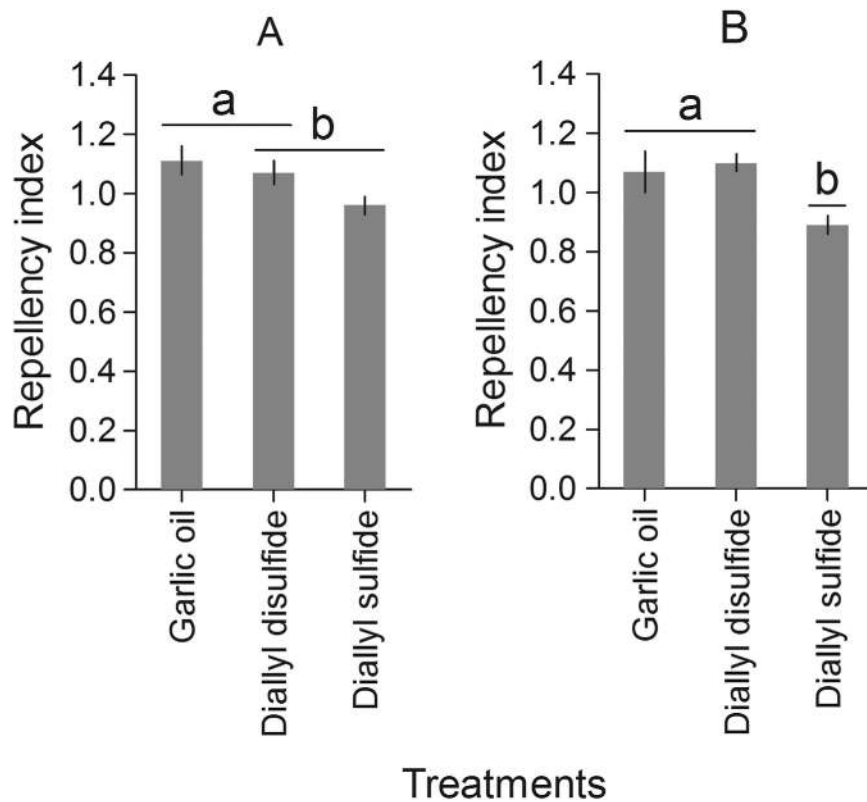 A
Repellency index
1.4
1.2
1.0
0.8
0.6
0.4
0.2
0.0
a
b
Garlic oil
Diallyl disulfide
Diallyl sulfide
B
Repellency index
1.4
1.2
1.0
0.8
0.6
0.4
0.2
0.0
a
b
Garlic oil
Diallyl disulfide
Diallyl sulfide
Treatments